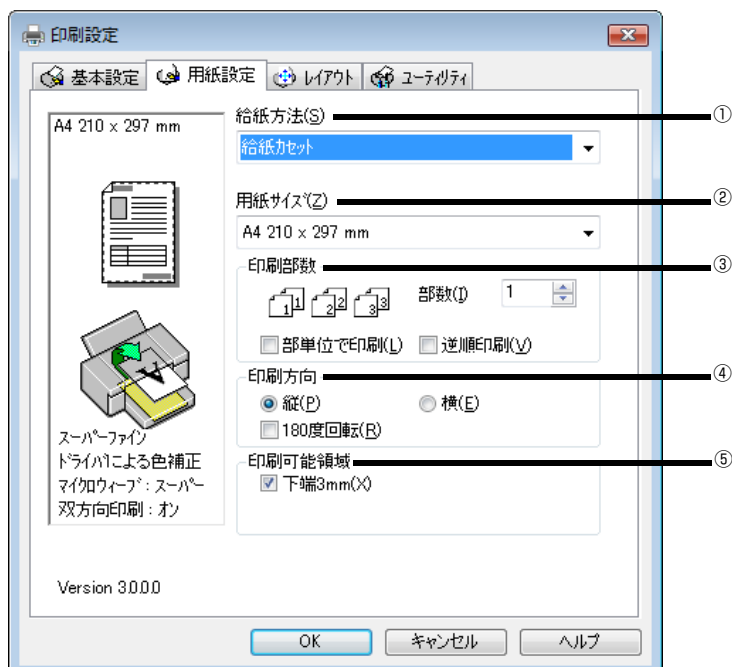 印刷設定
基本設定 用紙設定 レイアウト ユーティリティ
A4 210 x 297 mm
スーパーファイン
ドライバによる色補正
マイクロウィーブ：スーパー
双方向印刷：オン
給紙方法(S) ①
給紙カセット
用紙サイズ(Z) ②
A4 210 x 297 mm
印刷部数 ③
1 1 2 2 3 3 部数(I) 1
部単位で印刷(L) 逆順印刷(V)
印刷方向 ④
縦(P) 横(E)
180度回転(R)
印刷可能領域 ⑤
下端3mm(X)
Version 3.0.0.0
OK キャンセル ヘルプ